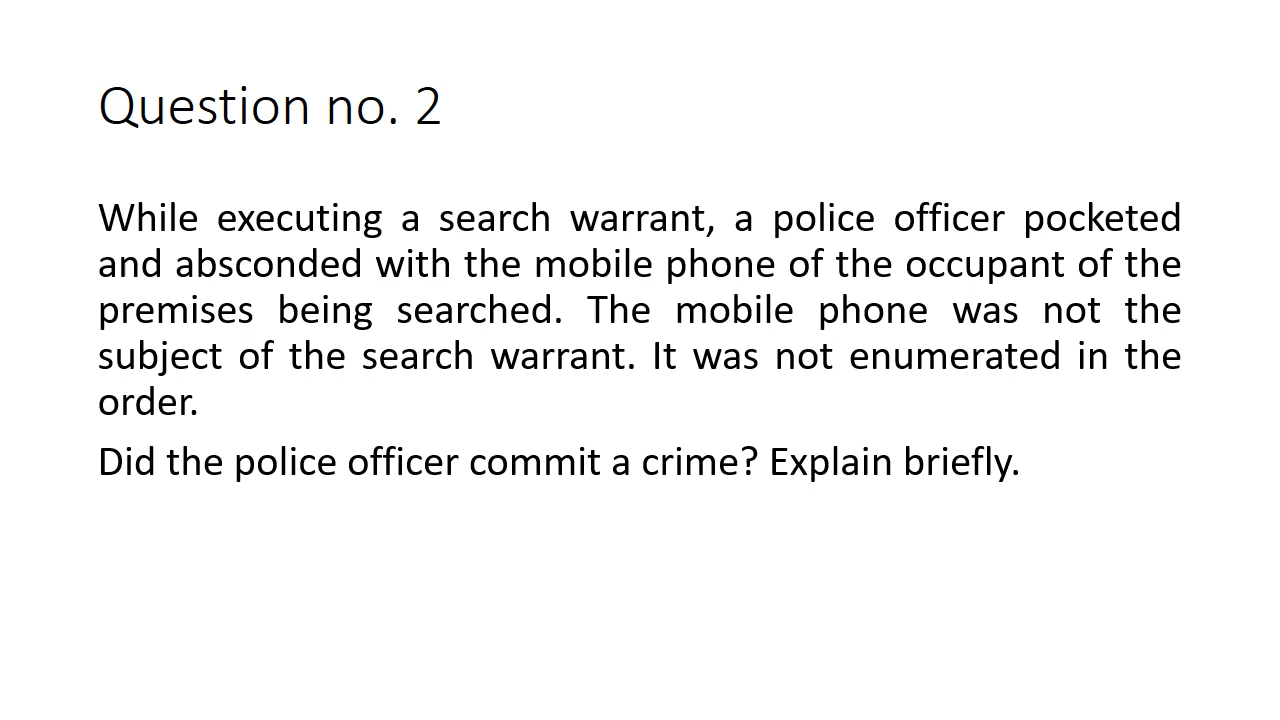 Question no. 2
While executing a search warrant, a police officer pocketed
and absconded with the mobile phone of the occupant of the
premises being searched. The mobile phone was not the
subject of the search warrant. It was not enumerated in the
order.
Did the police officer commit a crime? Explain briefly.